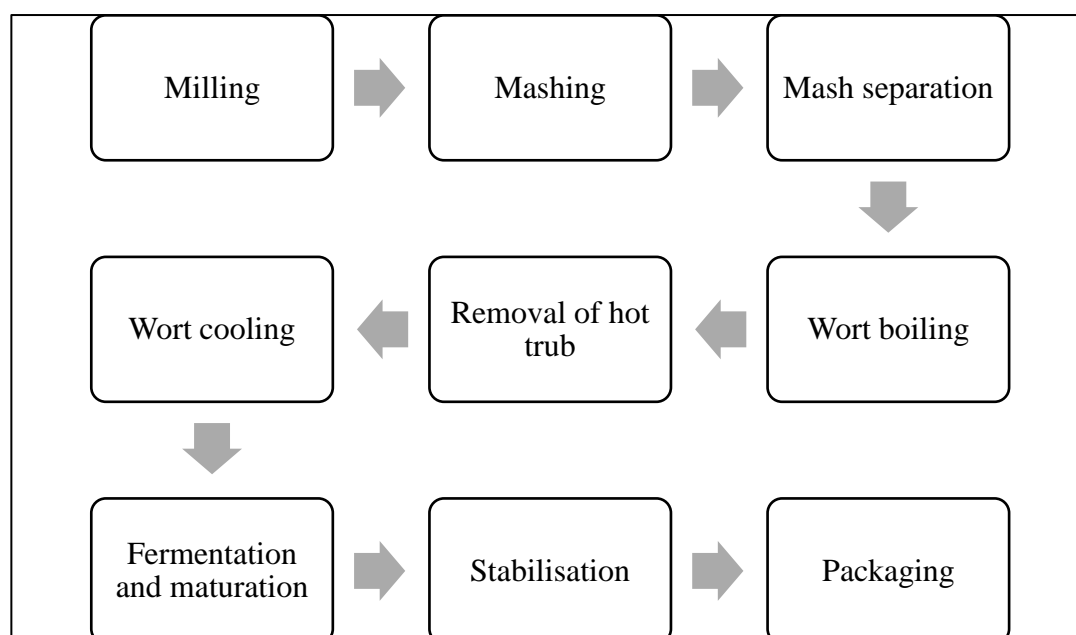 Milling
Mashing
Mash separation
Wort boiling
Removal of hot
trub
Wort cooling
Fermentation
and maturation
Stabilisation
Packaging